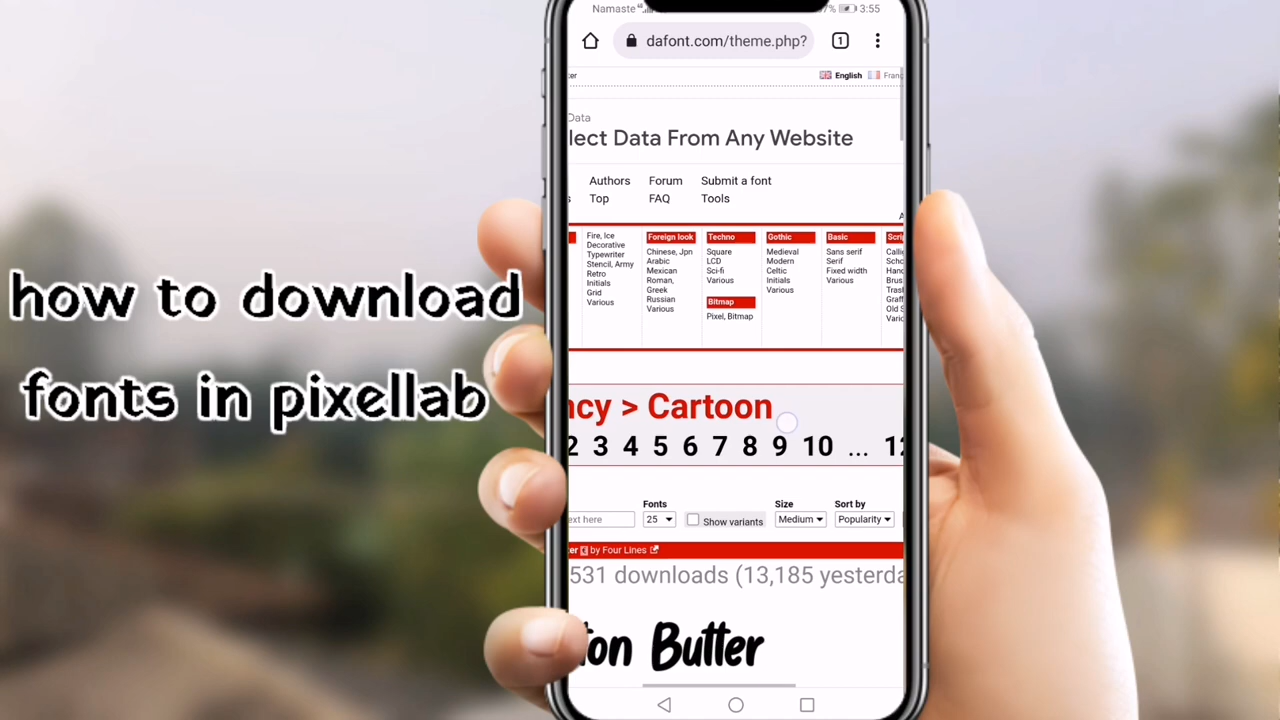 how to download
fonts in pixellab
Namaste
3:55
dafont.com/theme.php?
1
English
Data
lect Data From Any Website
Authors Forum Submit a font
Top FAQ Tools
Fire, Ice
Decorative
Typewriter
Stencil, Army
Retro
Initials
Grid
Various
Foreign look
Chinese, Jpn
Arabic
Mexican
Roman,
Greek
Russian
Various
Techno
Square
LCD
Sci-fi
Various
Bitmap
Pixel, Bitmap
Gothic
Medieval
Modern
Celtic
Initials
Various
Basic
Sans serif
Serif
Fixed width
Various
ncy > Cartoon
2 3 4 5 6 7 8 9 10 ... 12
Fonts Size Sort by
ext here 25 Show variants Medium Popularity
ter € by Four Lines
531 downloads (13,185 yesterda
ton Butter